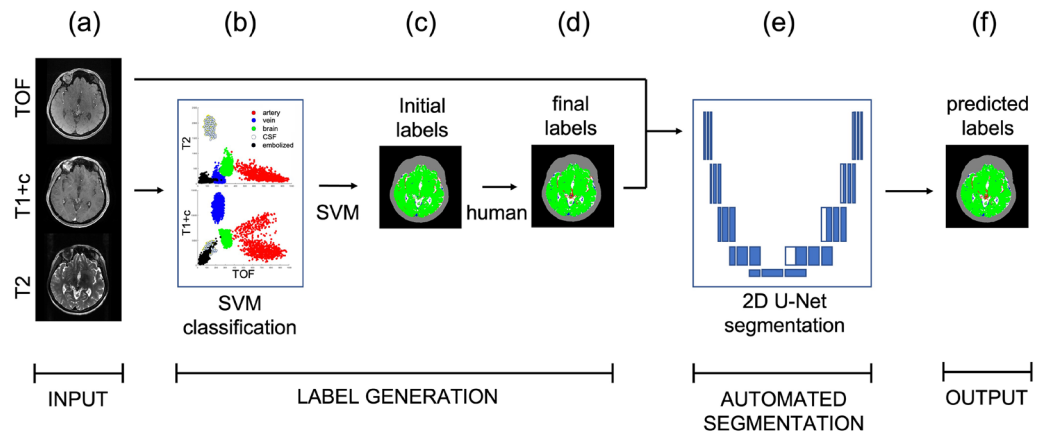 (a)
(b)
(c)
(d)
(e)
(f)
TOF
T1+c
T2
T2
T1+c
TOF
artery
vein
brain
CSF
embolized
SVM
classification
SVM
Initial
labels
human
final
labels
2D U-Net
segmentation
predicted
labels
INPUT
LABEL GENERATION
AUTOMATED
SEGMENTATION
OUTPUT